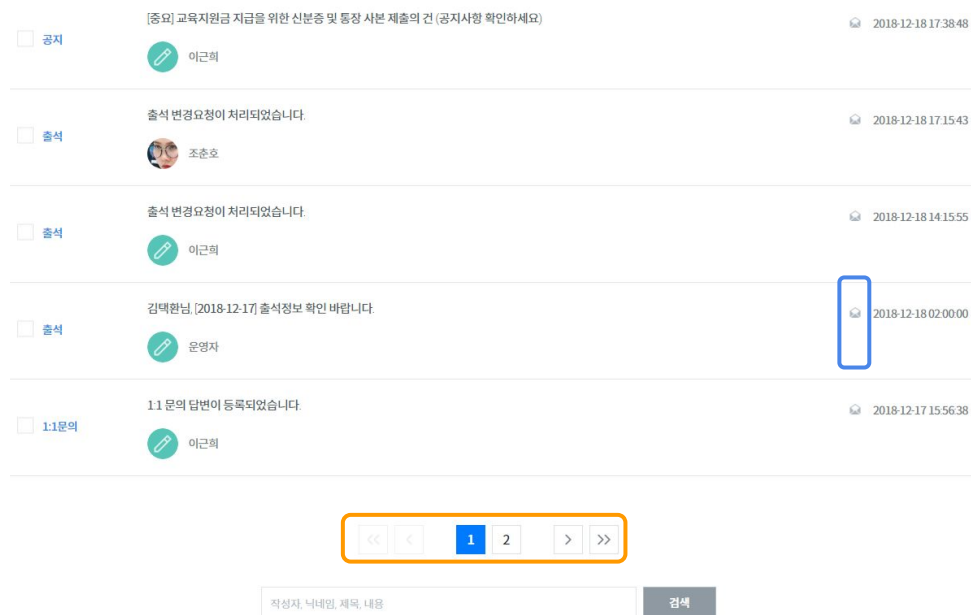 [중요] 교육지원금 지급을 위한 신분증 및 통장 사본 제출의 건 (공지사항 확인하세요)
공지
2018-12-18 17:38:48
이근희
출석 변경요청이 처리되었습니다.
출석
2018-12-18 17:15:43
조춘호
출석 변경요청이 처리되었습니다.
출석
2018-12-18 14:15:55
이근희
김택환님, [2018-12-17] 출석정보 확인 바랍니다.
출석
2018-12-18 02:00:00
운영자
1:1 문의 답변이 등록되었습니다.
1:1문의
2018-12-17 15:56:38
이근희
<< < 1 2 > >>
작성자, 닉네임, 제목, 내용 검색